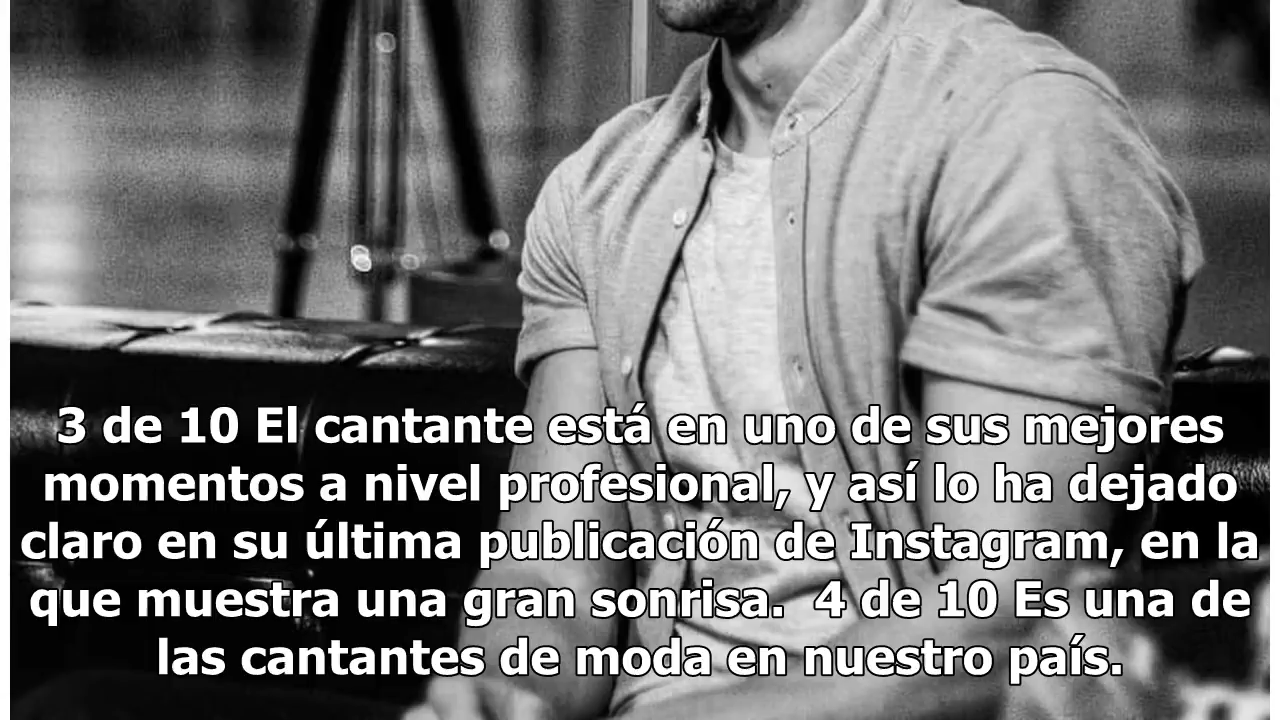 3 de 10 El cantante está en uno de sus mejores
momentos a nivel profesional, y así lo ha dejado
claro en su última publicación de Instagram, en la
que muestra una gran sonrisa.  4 de 10 Es una de
las cantantes de moda en nuestro país.